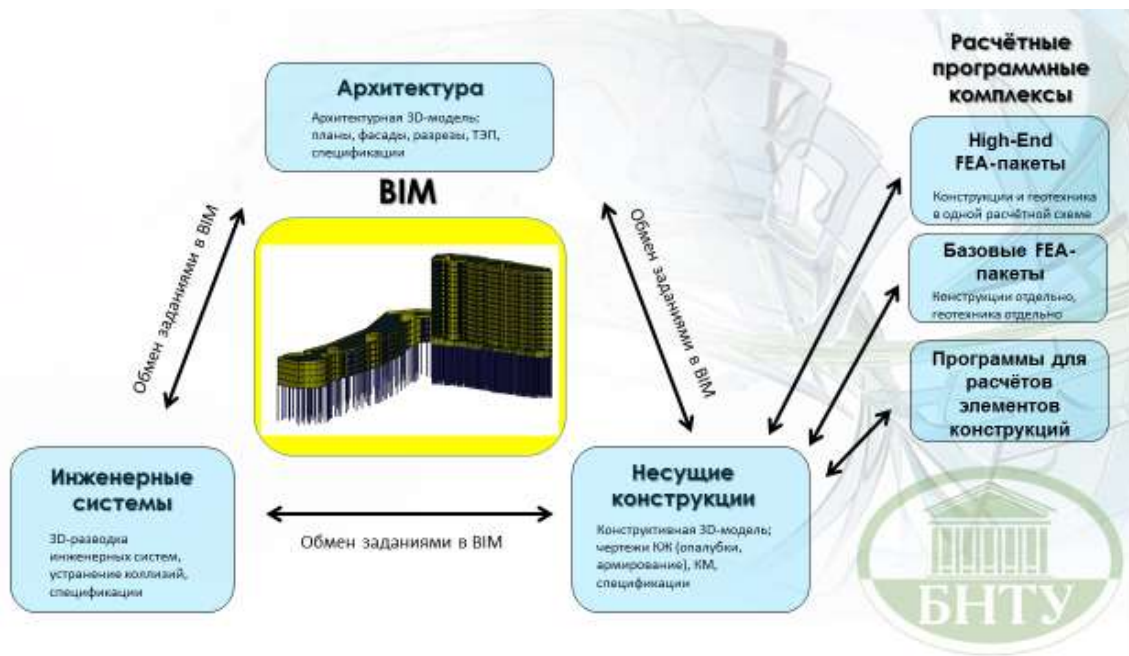 Архитектура
Архитектурная 3D-модель;
планы, фасады, разрезы, ТЭП,
спецификации
BIM
Обмен заданиями в BIM
Обмен заданиями в BIM
Инженерные
системы
3D-разводка
инженерных систем,
устранение коллизий,
спецификации
Обмен заданиями в BIM
Несущие
конструкции
Конструктивная 3D-модель;
чертежи КЖ (опалубки,
армирование), КМ,
спецификации
Расчётные
программные
комплексы
High-End
FEA-пакеты
Конструкции и геотехника
в одной расчётной схеме
Базовые FEA-
пакеты
Конструкции отдельно,
геотехника отдельно
Программы для
расчётов
элементов
конструкций
БНТУ